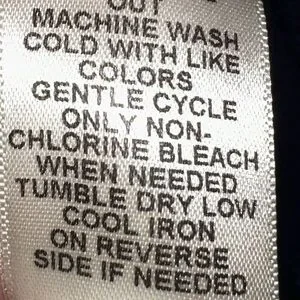 OUT
MACHINE WASH
COLD WITH LIKE
COLORS
GENTLE CYCLE
ONLY NON-
CHLORINE BLEACH
WHEN NEEDED
TUMBLE DRY LOW
COOL IRON
ON REVERSE
SIDE IF NEEDED